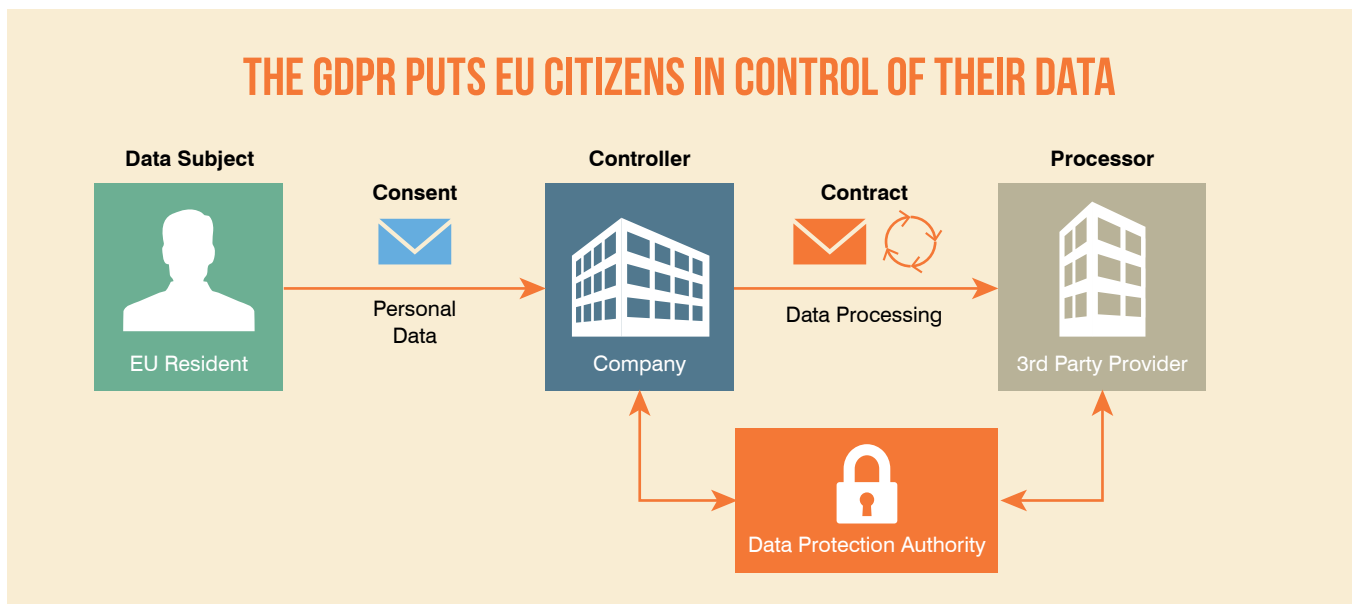 THE GDPR PUTS EU CITIZENS IN CONTROL OF THEIR DATA
Data Subject
Consent
Personal
Data
EU Resident
Controller
Company
Contract
Data Processing
Processor
3rd Party Provider
Data Protection Authority